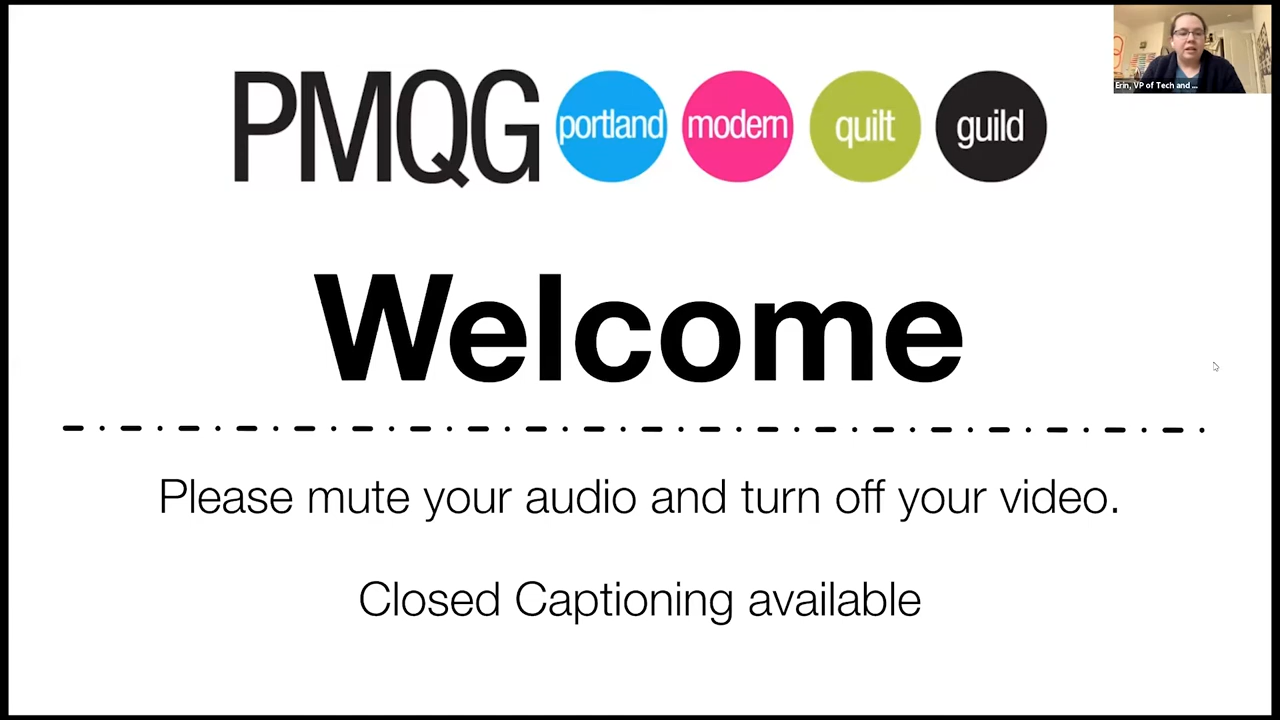 PMQG portland modern quilt guild
Erin, VP of Tech and ...
Welcome
Please mute your audio and turn off your video.
Closed Captioning available